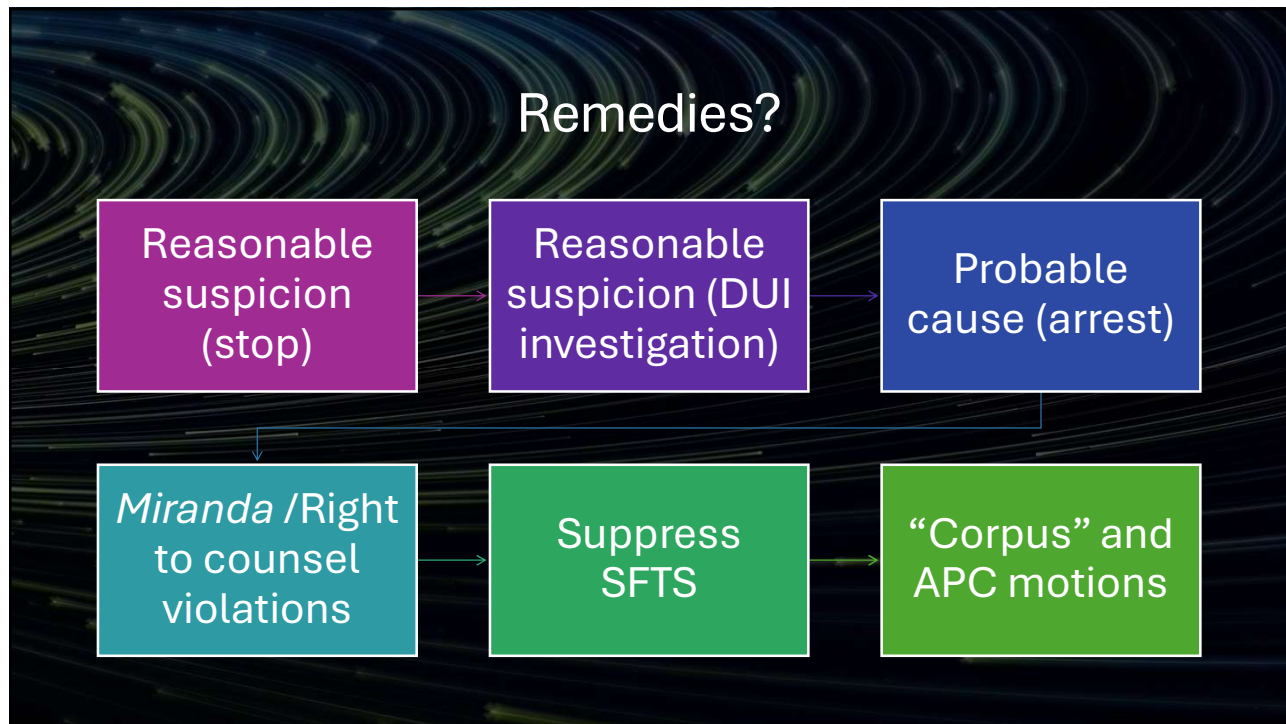 Remedies?
Reasonable
suspicion
(stop)
Reasonable
suspicion (DUI
investigation)
Probable
cause (arrest)
Miranda /Right
to counsel
violations
Suppress
SFTS
“Corpus” and
APC motions